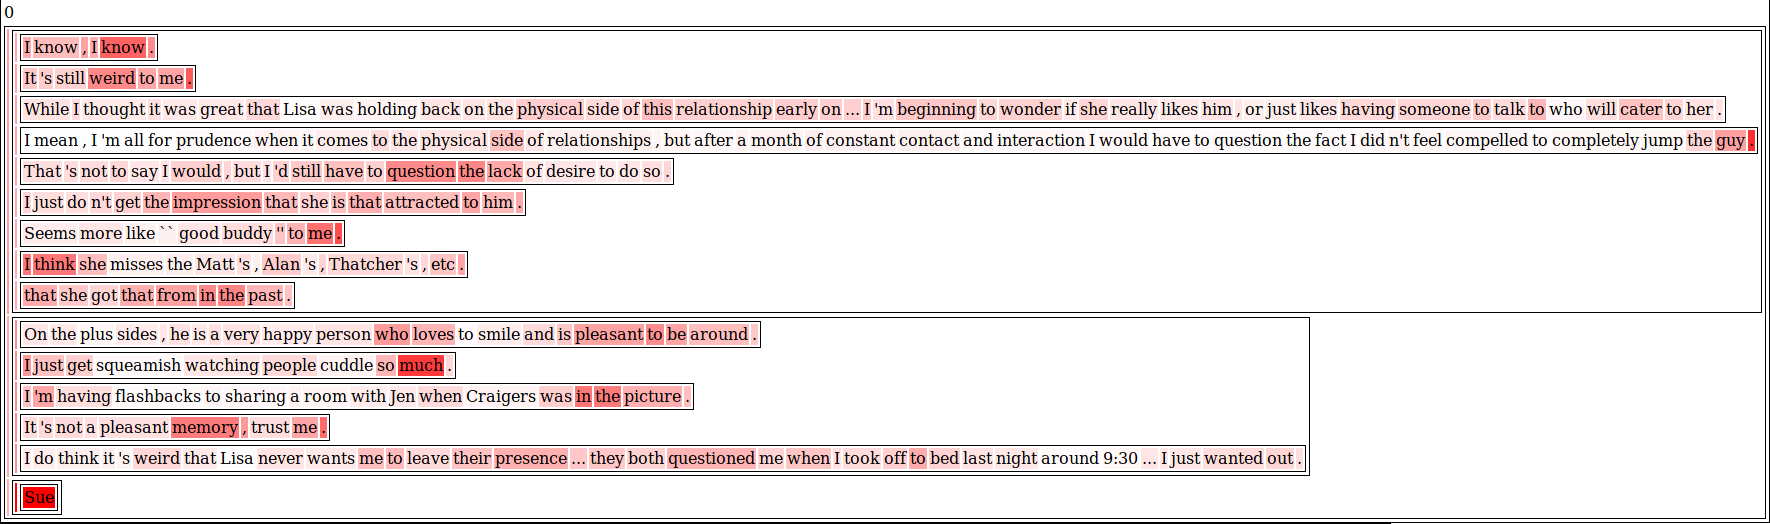 0
I know , I know .
It 's still weird to me .
While I thought it was great that Lisa was holding back on the physical side of this relationship early on ... I 'm beginning to wonder if she really likes him , or just likes having someone to talk to who will cater to her .
I mean , I 'm all for prudence when it comes to the physical side of relationships , but after a month of constant contact and interaction I would have to question the fact I did n't feel compelled to completely jump the guy .
That 's not to say I would , but I 'd still have to question the lack of desire to do so .
I just do n't get the impression that she is that attracted to him .
Seems more like `` good buddy '' to me .
I think she misses the Matt 's , Alan 's , Thatcher 's , etc .
that she got that from in the past .
On the plus sides , he is a very happy person who loves to smile and is pleasant to be around .
I just get squeamish watching people cuddle so much .
I 'm having flashbacks to sharing a room with Jen when Craigers was in the picture .
It 's not a pleasant memory , trust me .
I do think it 's weird that Lisa never wants me to leave their presence ... they both questioned me when I took off to bed last night around 9:30 ... I just wanted out .
Sue